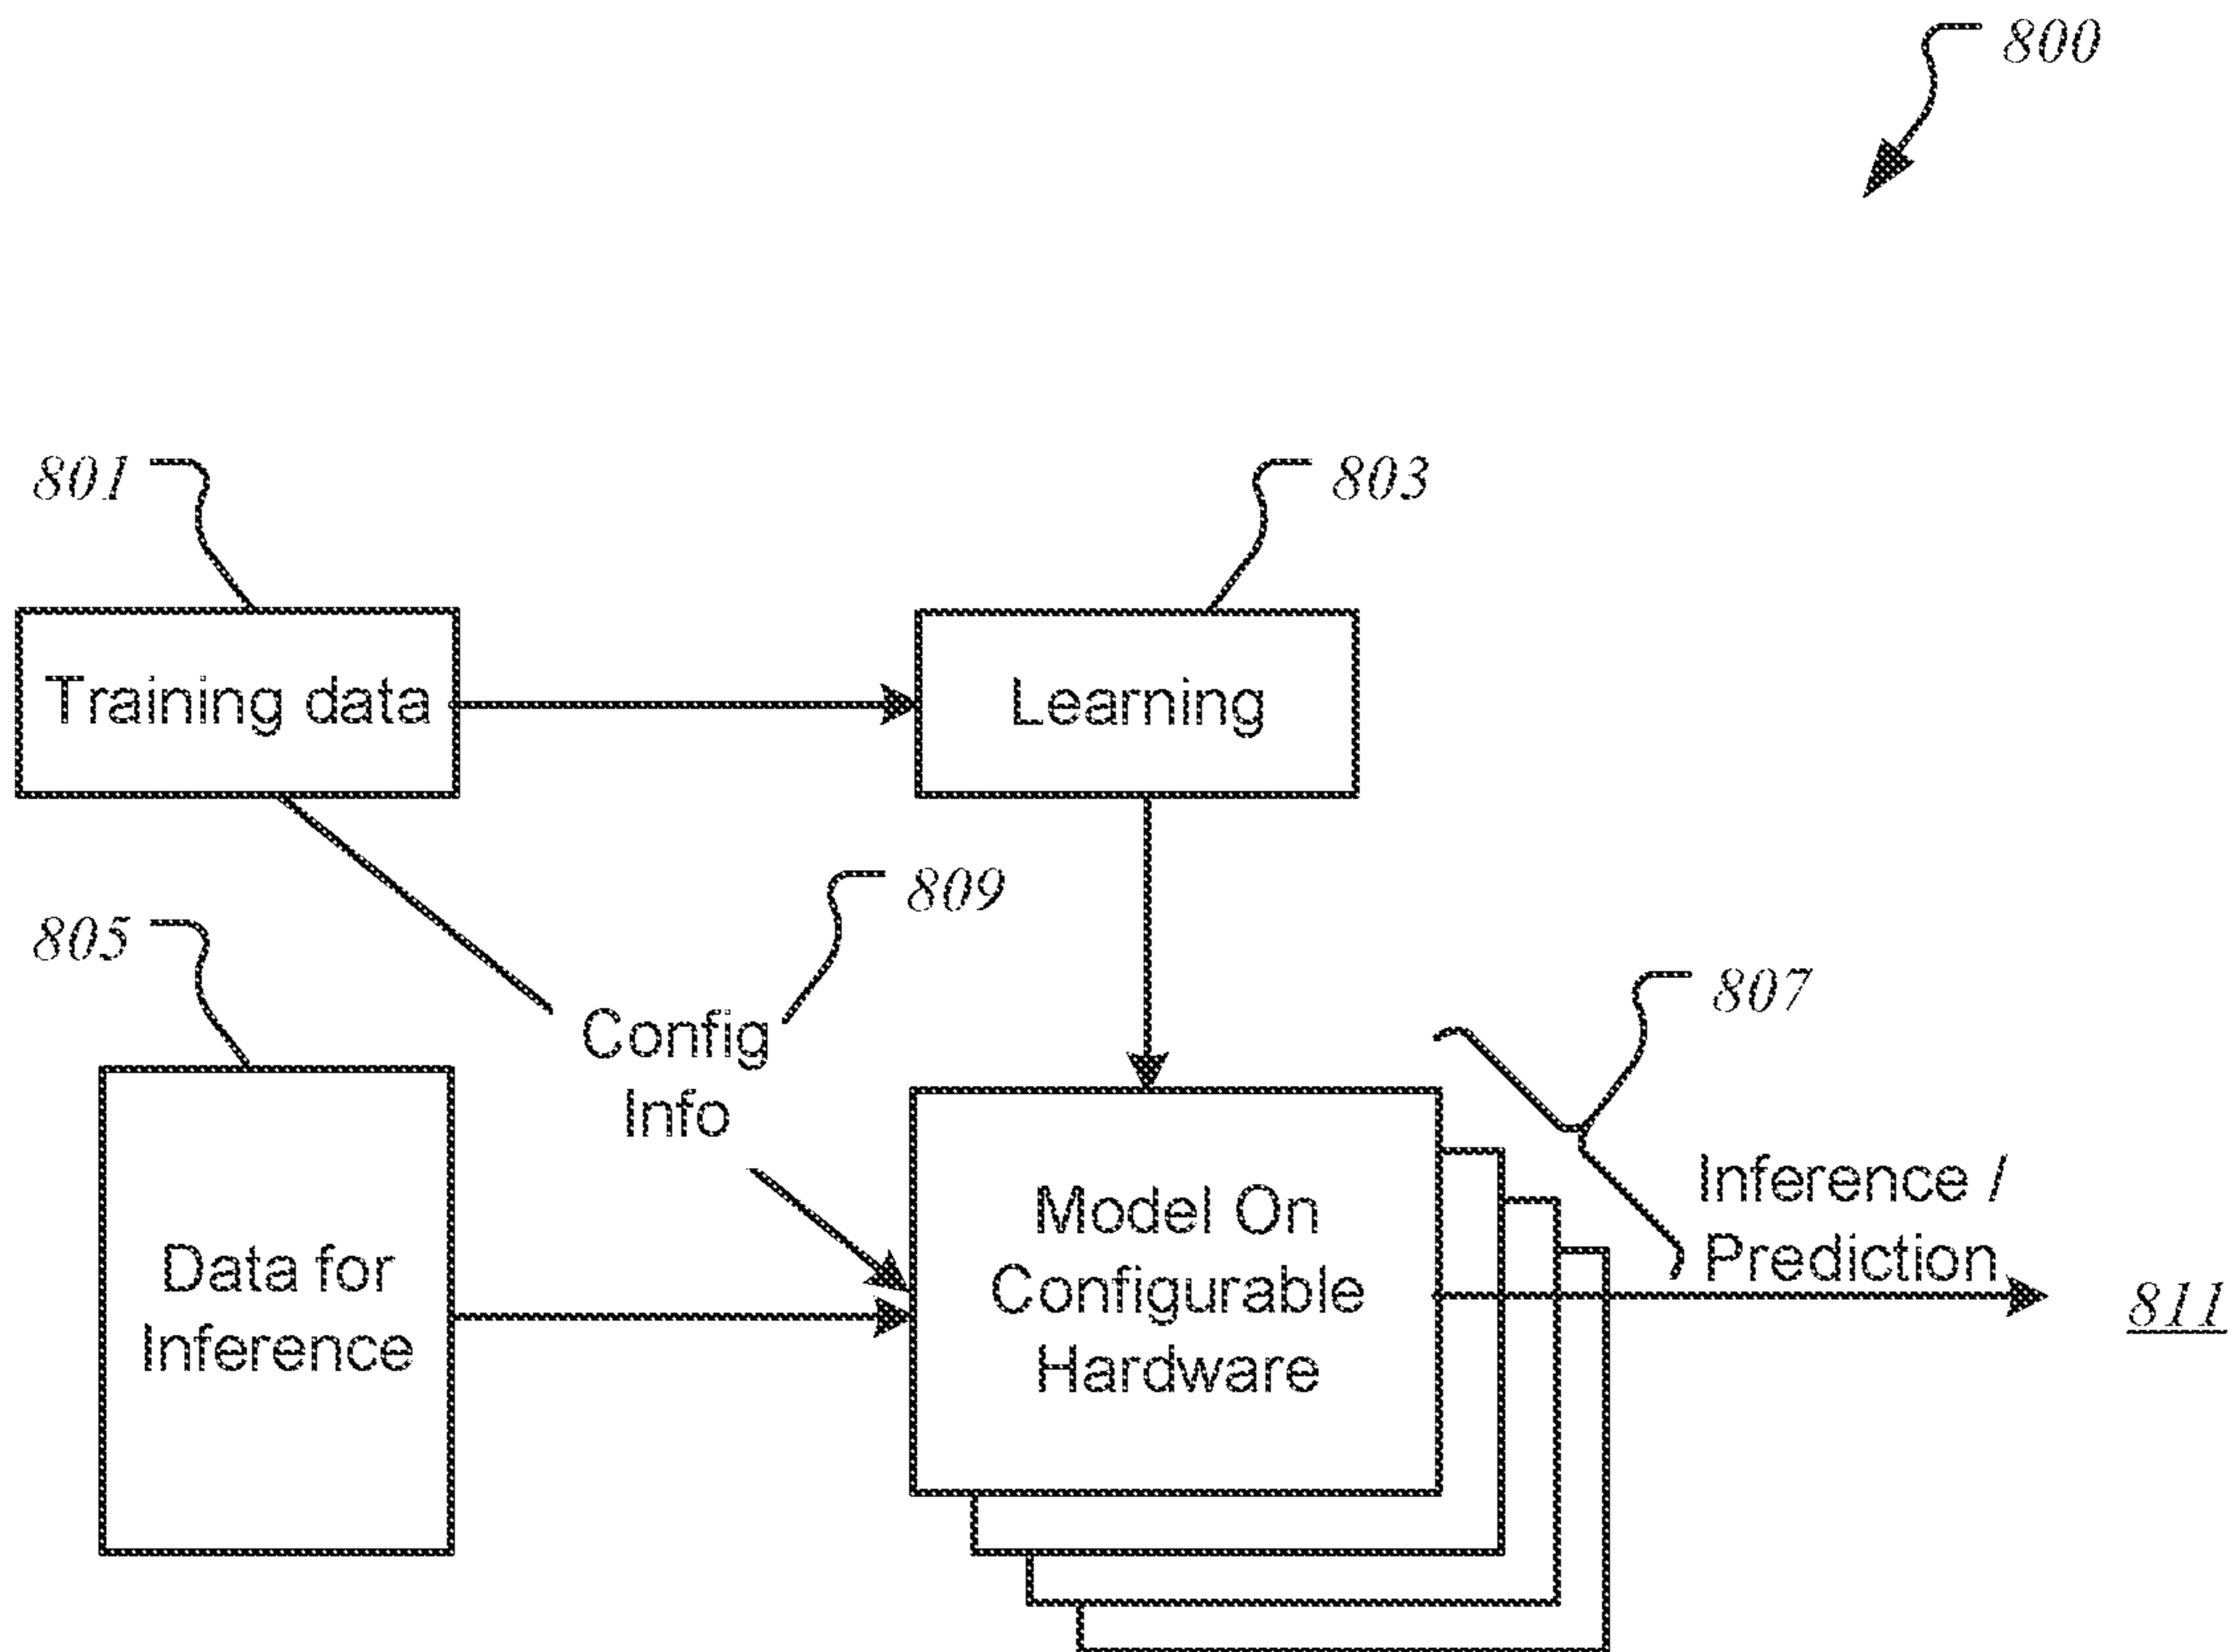 800
801
803
Training data
Learning
809
805
807
Config
Info
Data for
Inference
Model On
Configurable
Hardware
Inference /
Prediction
811